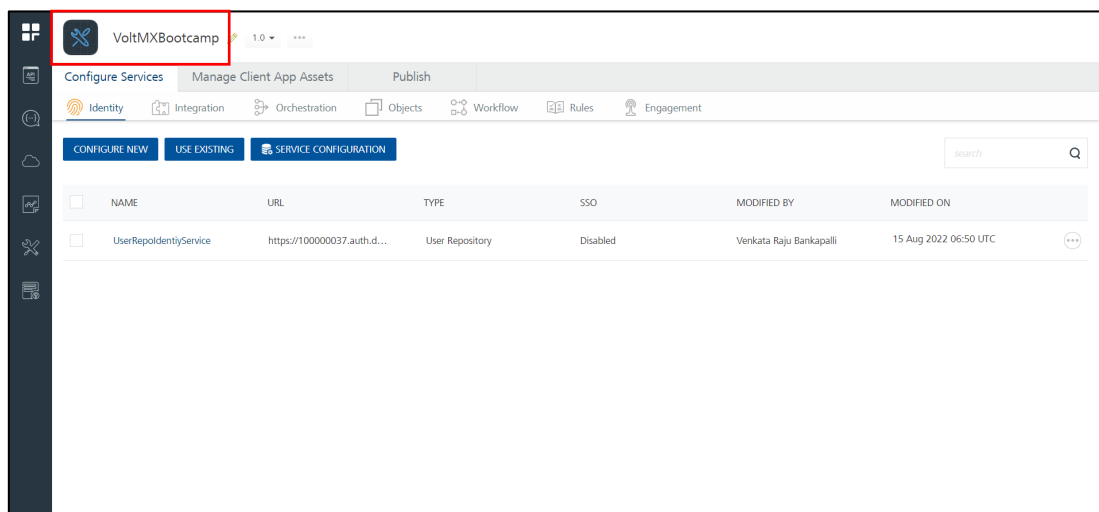 VoltMXBootcamp 1.0
Configure Services Manage Client App Assets Publish
API Identity Integration Orchestration Objects Workflow Rules Engagement
CONFIGURE NEW USE EXISTING SERVICE CONFIGURATION search
NAME URL TYPE SSO MODIFIED BY MODIFIED ON
UserRepoIdentiyService https://100000037.auth.d... User Repository Disabled Venkata Raju Bankapalli 15 Aug 2022 06:50 UTC